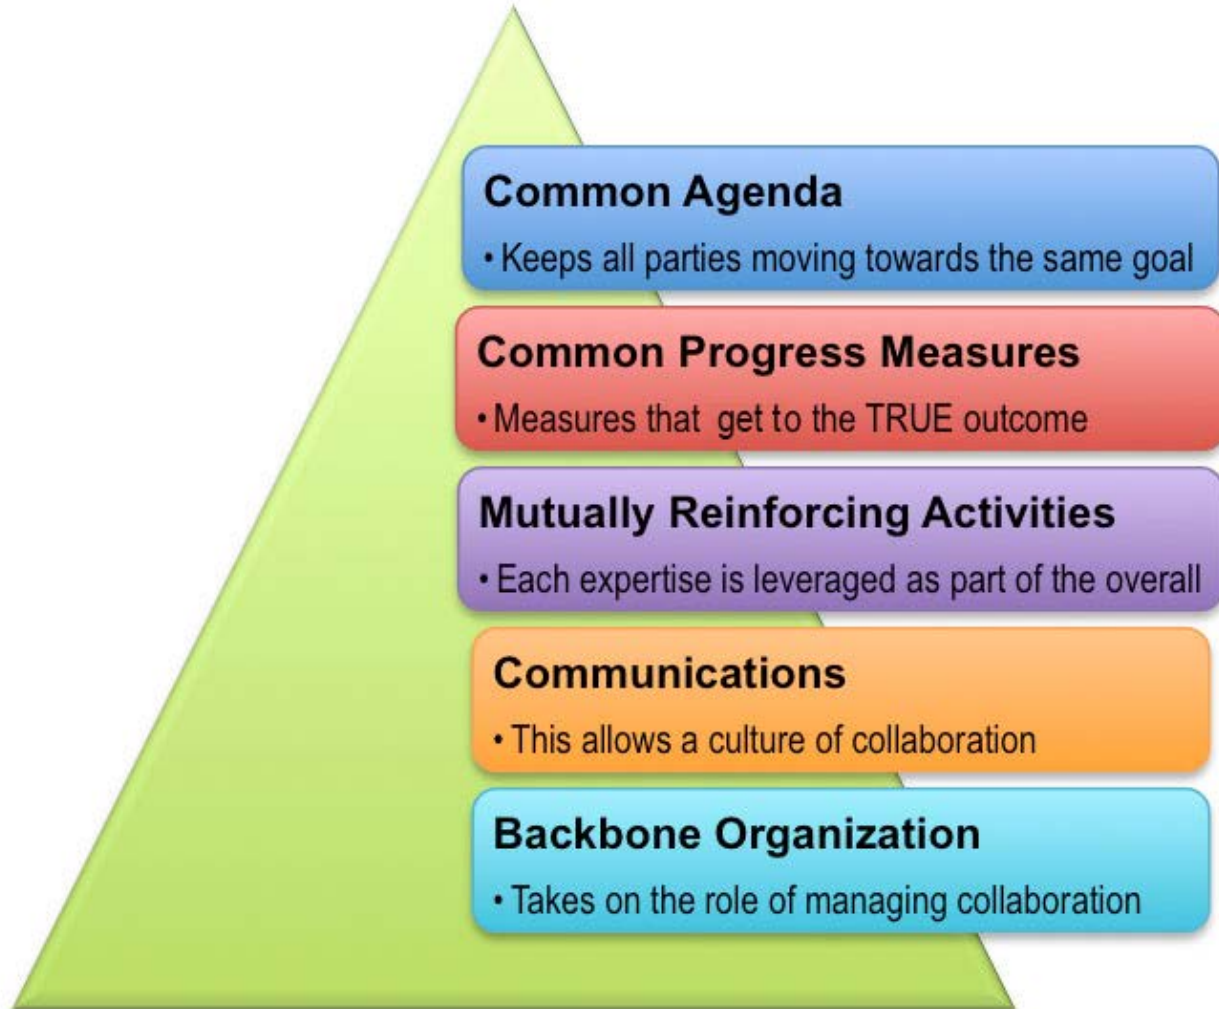 Common Agenda
• Keeps all parties moving towards the same goal
Common Progress Measures
• Measures that get to the TRUE outcome
Mutually Reinforcing Activities
• Each expertise is leveraged as part of the overall
Communications
• This allows a culture of collaboration
Backbone Organization
• Takes on the role of managing collaboration